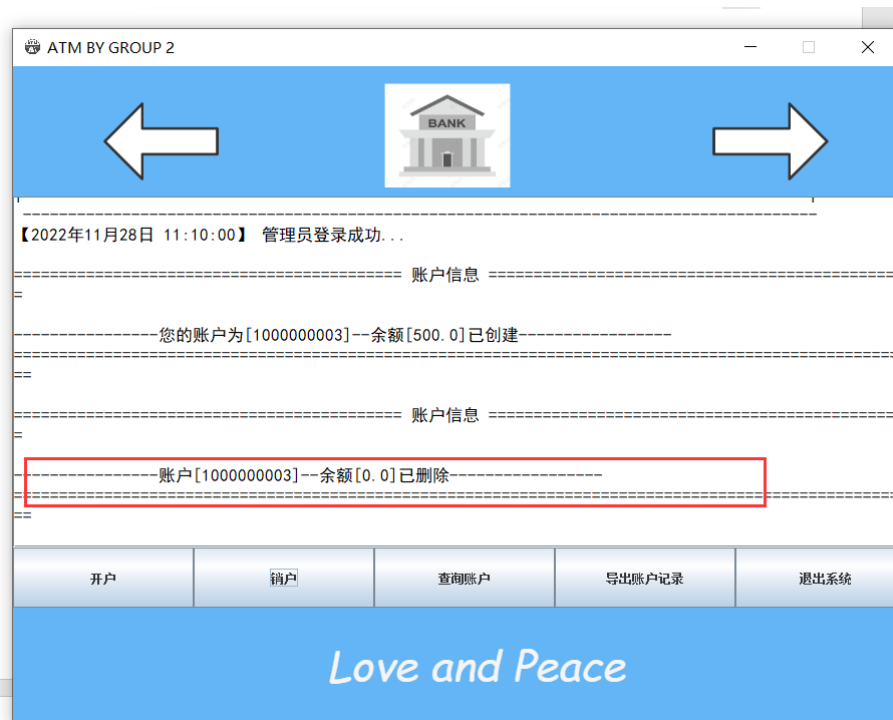 ATM BY GROUP 2
BANK
-----------------------------------------------------------------------------------------
【2022年11月28日 11:10:00】 管理员登录成功...
=========================================== 账户信息 =============================================
=
----------------您的账户为[1000000003]--余额[500.0]已创建-----------------
==================================================================================================
==
=========================================== 账户信息 =============================================
=
----------------账户[1000000003]--余额[0.0]已删除-----------------
==================================================================================================
==
开户 销户 查询账户 导出账户记录 退出系统
Love and Peace